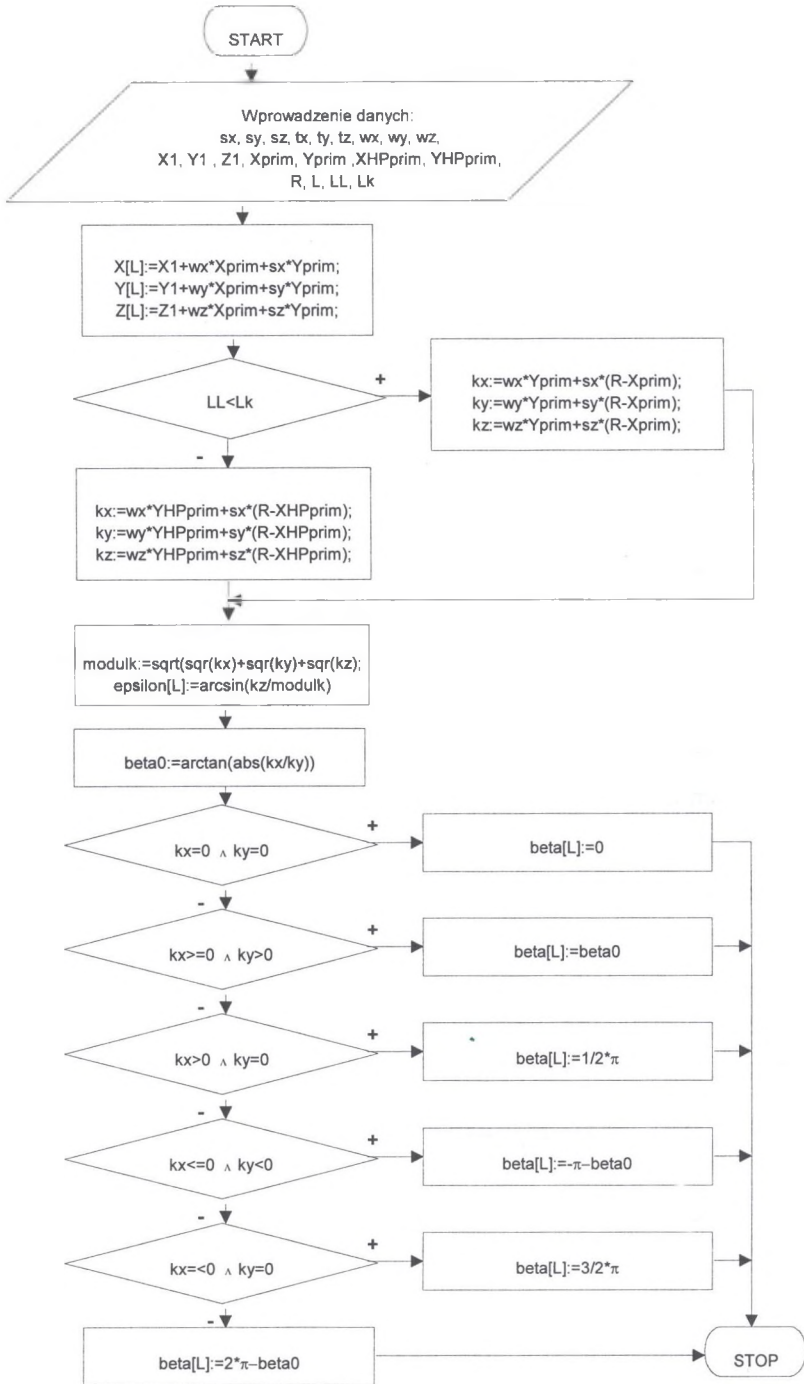 START
Wprowadzenie danych:
sx, sy, sz, tx, ty, tz, wx, wy, wz,
X1, Y1 , Z1, Xprim, Yprim ,XHPprim, YHPprim,
R, L, LL, Lk
X[L]:=X1+wx*Xprim+sx*Yprim;
Y[L]:=Y1+wy*Xprim+sy*Yprim;
Z[L]:=Z1+wz*Xprim+sz*Yprim;
LL<Lk
+
kx:=wx*Yprim+sx*(R-Xprim);
ky:=wy*Yprim+sy*(R-Xprim);
kz:=wz*Yprim+sz*(R-Xprim);
-
kx:=wx*YHPprim+sx*(R-XHPprim);
ky:=wy*YHPprim+sy*(R-XHPprim);
kz:=wz*YHPprim+sz*(R-XHPprim);
modulk:=sqrt(sqr(kx)+sqr(ky)+sqr(kz);
epsilon[L]:=arcsin(kz/modulk)
beta0:=arctan(abs(kx/ky))
kx=0 ∧ ky=0
+
beta[L]:=0
-
kx>=0 ∧ ky>0
+
beta[L]:=beta0
-
kx>0 ∧ ky=0
+
beta[L]:=1/2*π
-
kx<=0 ∧ ky<0
+
beta[L]:=-π–beta0
-
kx=<0 ∧ ky=0
+
beta[L]:=3/2*π
-
beta[L]:=2*π–beta0
STOP